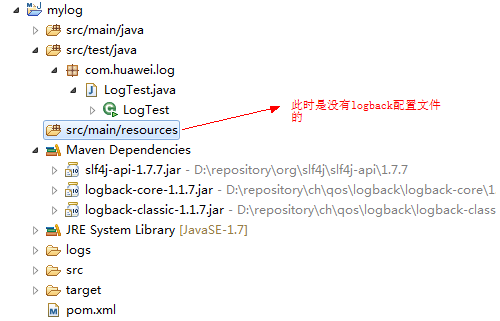 mylog
src/main/java
src/test/java
com.huawei.log
LogTest.java
LogTest
此时是没有logback配置文件
的
src/main/resources
Maven Dependencies
slf4j-api-1.7.7.jar - D:\repository\org\slf4j\slf4j-api\1.7.7
logback-core-1.1.7.jar - D:\repository\ch\qos\logback\logback-core\1
logback-classic-1.1.7.jar - D:\repository\ch\qos\logback\logback-class
JRE System Library [JavaSE-1.7]
logs
src
target
pom.xml